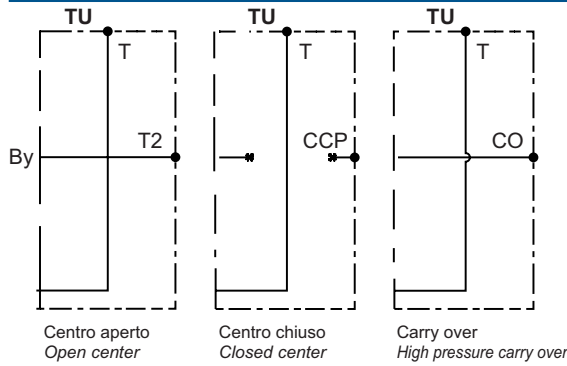 TU TU TU
T T T
By T2 CCP CO
Centro aperto
Open center
Centro chiuso
Closed center
Carry over
High pressure carry over